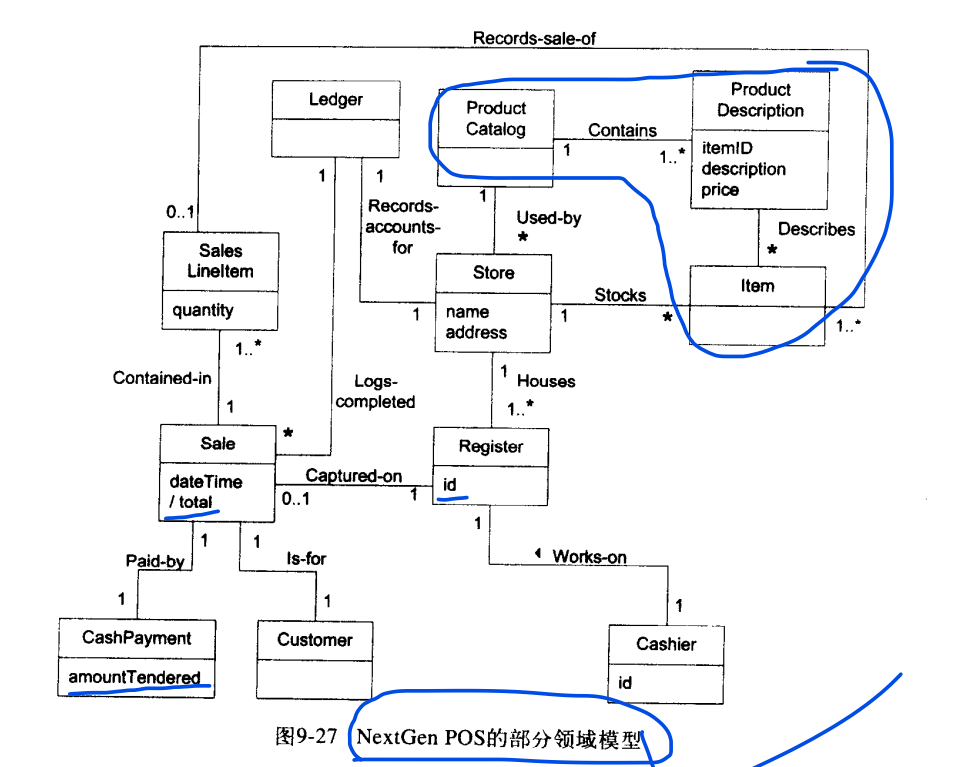 Records-sale-of
Ledger
Product
Catalog
Product
Description
itemID
description
price
Contains
1
1..*
1
1
1
Records-
accounts-
for
Used-by
*
Describes
*
0..1
Sales
LineItem
quantity
Store
name
address
Item
Stocks
1
1
*
1..*
1..*
Contained-in
1
Logs-
completed
1
Houses
1..*
*
Sale
dateTime
/ total
Captured-on
0..1
1
Register
id
1
1
1
Paid-by
Is-for
Works-on
1
1
1
CashPayment
amountTendered
Customer
Cashier
id
图9-27 NextGen POS的部分领域模型